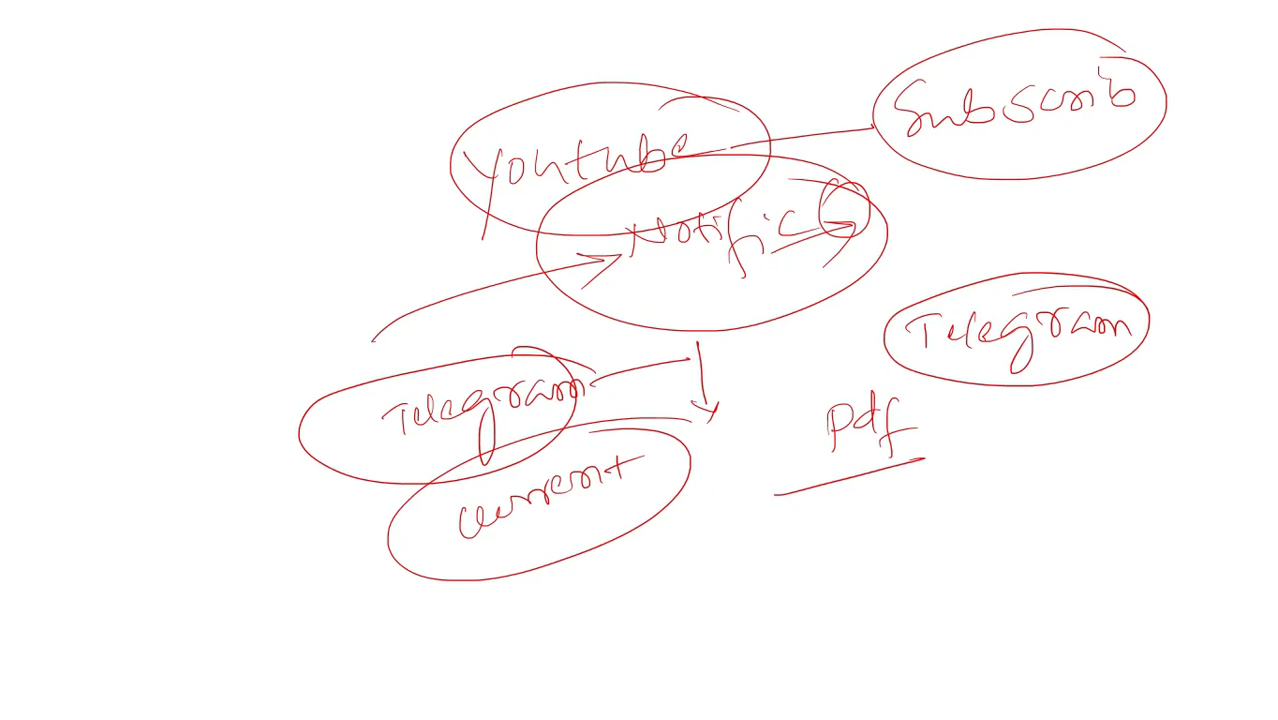 Subscrib
Youtube
Notific
Telegram
Telegram
pdf
current